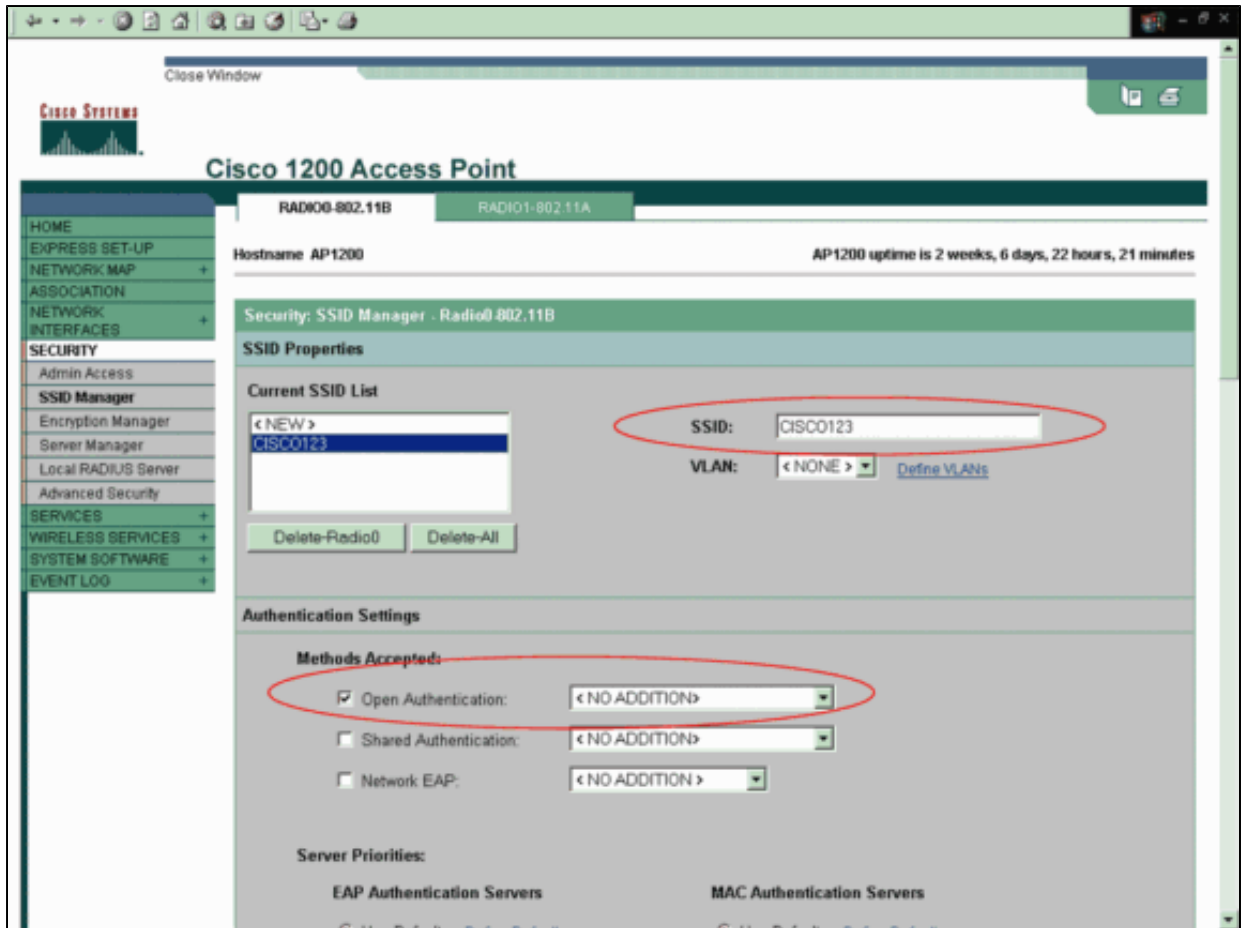 Close Window
CISCO SYSTEMS
Cisco 1200 Access Point
RADIO0-802.11B
RADIO1-802.11A
HOME
EXPRESS SET-UP
NETWORK MAP +
ASSOCIATION
NETWORK INTERFACES +
SECURITY
Admin Access
SSID Manager
Encryption Manager
Server Manager
Local RADIUS Server
Advanced Security
SERVICES +
WIRELESS SERVICES +
SYSTEM SOFTWARE +
EVENT LOG +
Hostname AP1200
AP1200 uptime is 2 weeks, 6 days, 22 hours, 21 minutes
Security: SSID Manager - Radio0-802.11B
SSID Properties
Current SSID List
< NEW >
CISCO123
SSID: CISCO123
VLAN: < NONE > Define VLANs
Delete-Radio0 Delete-All
Authentication Settings
Methods Accepted:
Open Authentication: < NO ADDITION>
Shared Authentication: < NO ADDITION>
Network EAP: < NO ADDITION >
Server Priorities:
EAP Authentication Servers
MAC Authentication Servers